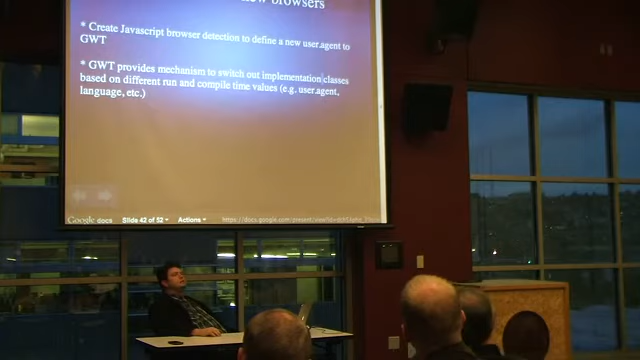 new browsers
* Create Javascript browser detection to define a new user.agent to
GWT
* GWT provides mechanism to switch out implementation classes
based on different run and compile time values (e.g. user.agent,
language, etc.)
Google docs Slide 42 of 52 Actions